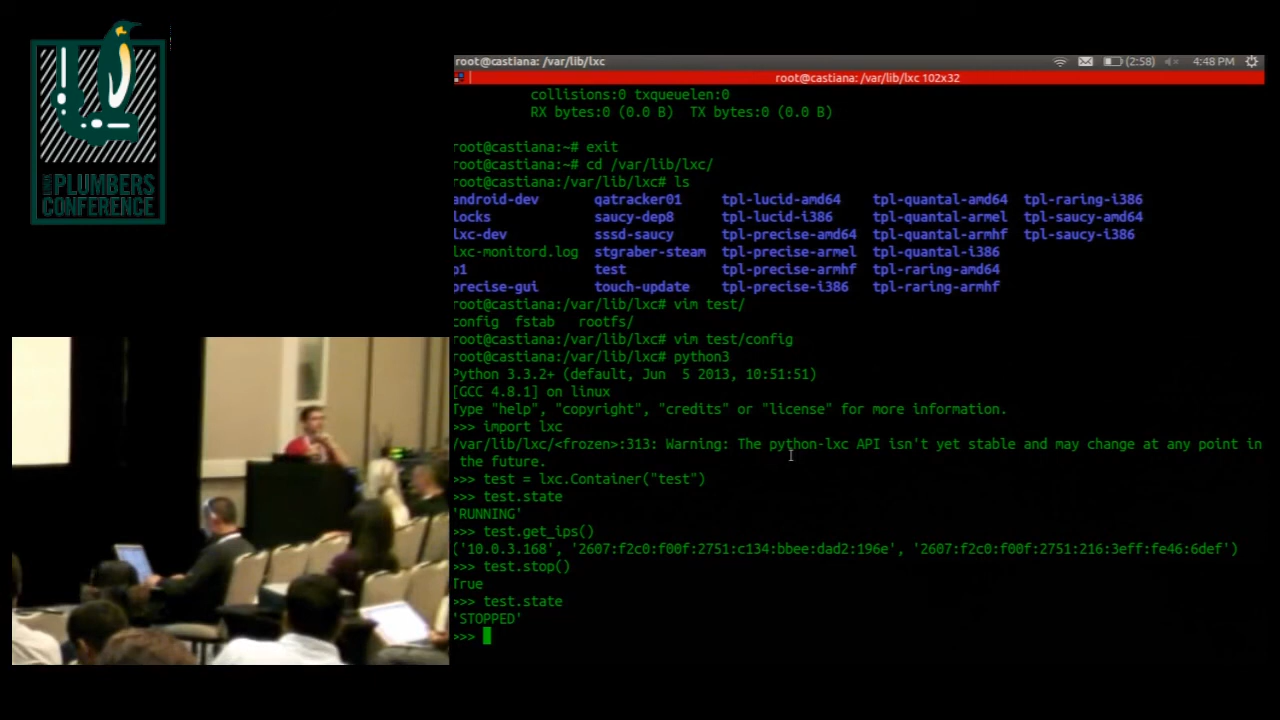 LINUX
PLUMBERS
CONFERENCE
root@castiana: /var/lib/lxc
(2:58) 4:48 PM
root@castiana: /var/lib/lxc 102x32
collisions:0 txqueuelen:0
RX bytes:0 (0.0 B)  TX bytes:0 (0.0 B)
root@castiana:~# exit
root@castiana:~# cd /var/lib/lxc/
root@castiana:/var/lib/lxc# ls
android-dev qatracker01 tpl-lucid-amd64 tpl-quantal-amd64 tpl-raring-i386
locks saucy-dep8 tpl-lucid-i386 tpl-quantal-armel tpl-saucy-amd64
lxc-dev sssd-saucy tpl-precise-amd64 tpl-quantal-armhf tpl-saucy-i386
lxc-monitord.log stgraber-steam tpl-precise-armel tpl-quantal-i386
p1 test tpl-precise-armhf tpl-raring-amd64
precise-gui touch-update tpl-precise-i386 tpl-raring-armhf
root@castiana:/var/lib/lxc# vim test/
config fstab rootfs/
root@castiana:/var/lib/lxc# vim test/config
root@castiana:/var/lib/lxc# python3
Python 3.3.2+ (default, Jun  5 2013, 10:51:51)
[GCC 4.8.1] on linux
Type "help", "copyright", "credits" or "license" for more information.
>>> import lxc
/var/lib/lxc/<frozen>:313: Warning: The python-lxc API isn't yet stable and may change at any point in
the future.
>>> test = lxc.Container("test")
>>> test.state
'RUNNING'
>>> test.get_ips()
('10.0.3.168', '2607:f2c0:f00f:2751:c134:bbee:dad2:196e', '2607:f2c0:f00f:2751:216:3eff:fe46:6def')
>>> test.stop()
True
>>> test.state
'STOPPED'
>>>